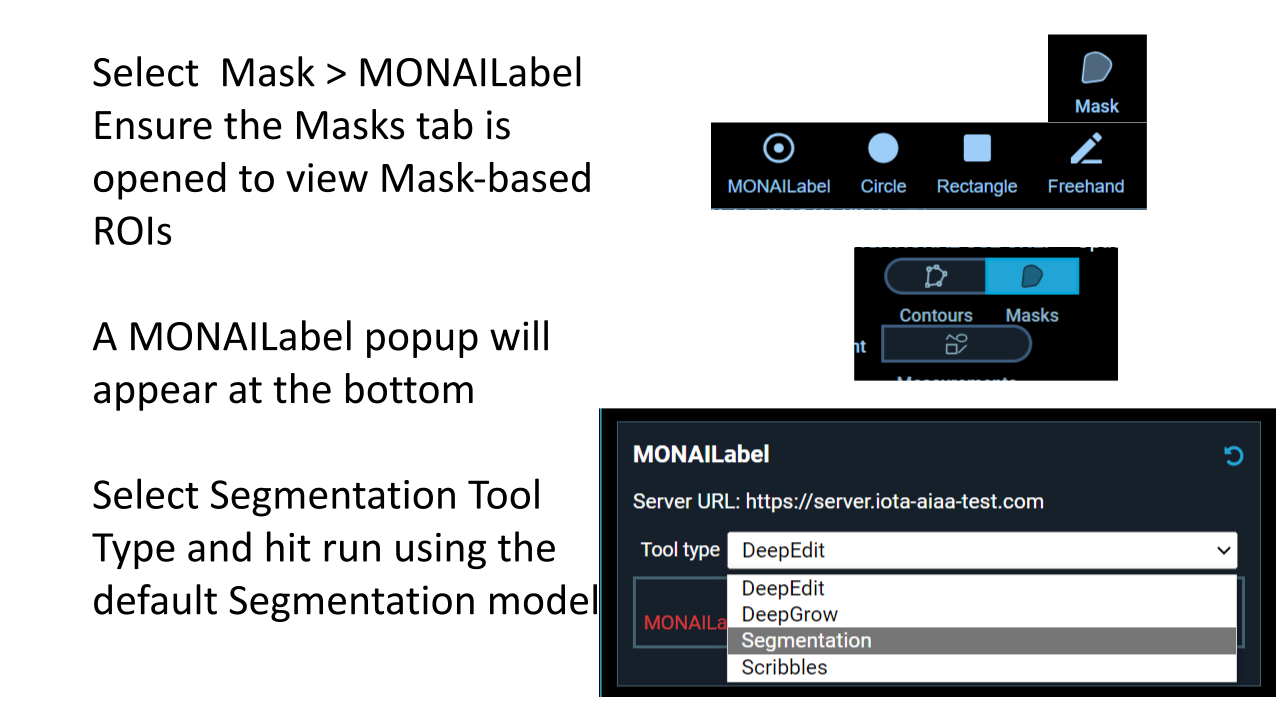 Select  Mask > MONAILabel
Ensure the Masks tab is
opened to view Mask-based
ROIs
A MONAILabel popup will
appear at the bottom
Select Segmentation Tool
Type and hit run using the
default Segmentation model
Mask
MONAILabel Circle Rectangle Freehand
Contours Masks
nt
MONAILabel
Server URL: https://server.iota-aiaa-test.com
Tool type DeepEdit
DeepEdit
DeepGrow
MONAILa
Segmentation
Scribbles